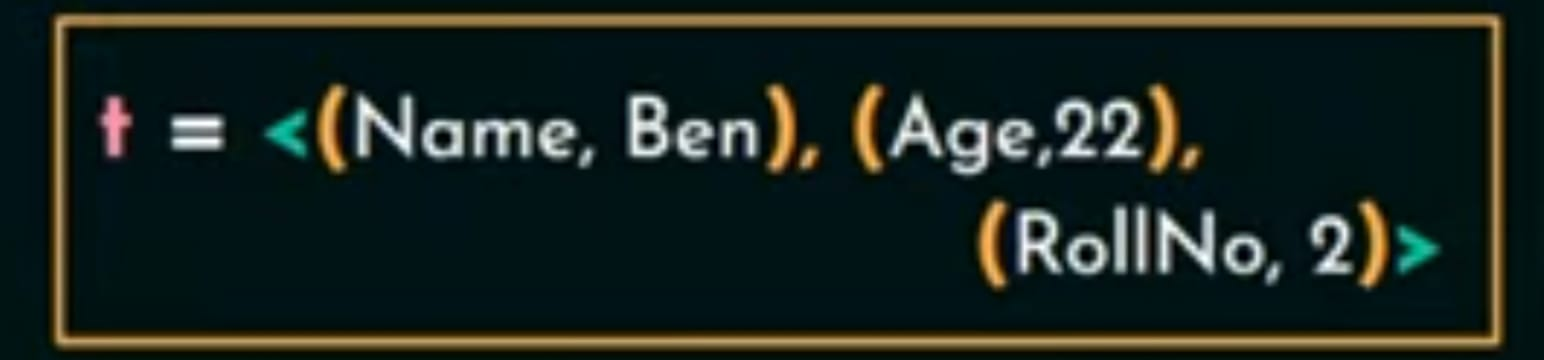 t = <(Name, Ben), (Age,22),
(RollNo, 2)>